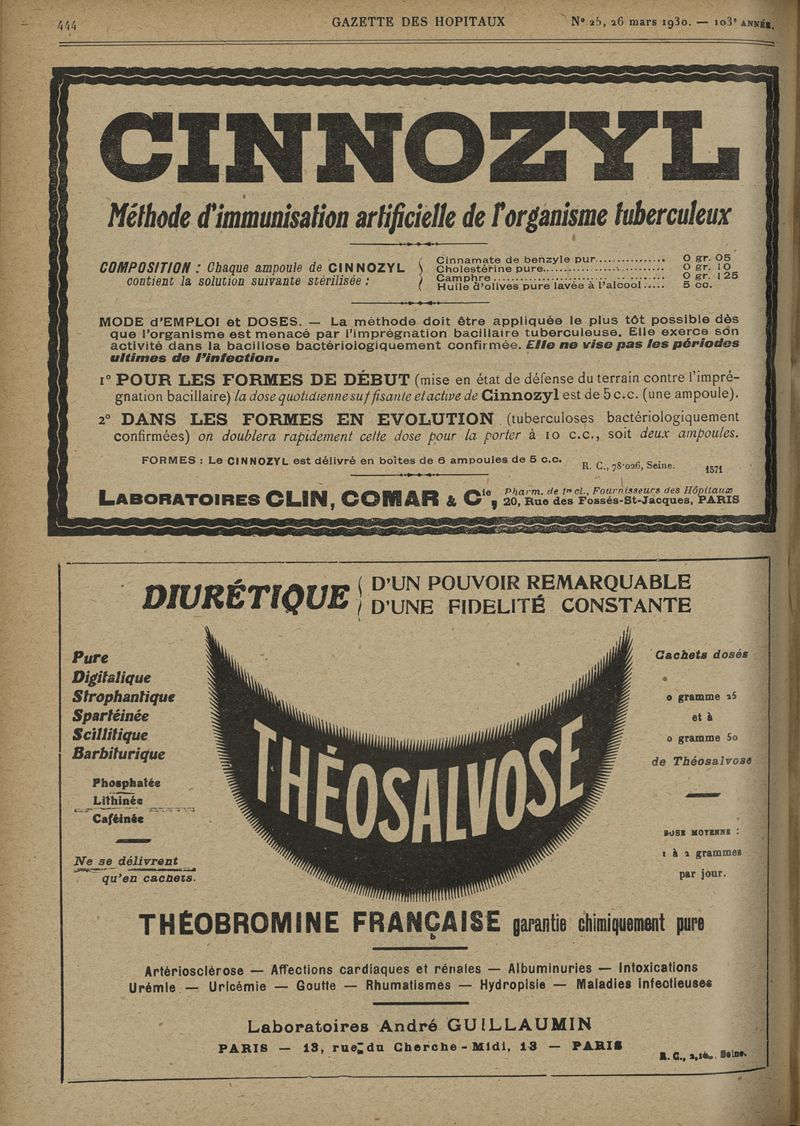 444
GAZETTE DES HOPITAUX
N° 25, 26 mars 1930. — 103e ANNÉE.
CINNOZYL
Méthode d'immunisation artificielle de l'organisme tuberculeux
COMPOSITION : Chaque ampoule de CINNOZYL
contient la solution suivante stérilisée :
Cinnamate de benzyle pur............... 0 gr. 05
Cholestérine pure......................... 0 gr. 10
Camphre................................... 0 gr. 125
Huile d'olives pure lavée à l'alcool..... 5 cc.
MODE d'EMPLOI et DOSES. — La méthode doit être appliquée le plus tôt possible dès
que l'organisme est menacé par l'imprégnation bacillaire tuberculeuse. Elle exerce són
activité dans la bacillose bactériologiquement confirmée. Elle ne vise pas les périodes
ultimes de l'infection.
1° POUR LES FORMES DE DÉBUT (mise en état de défense du terrain contre l'impré-
gnation bacillaire) la dose quotidienne suffisante et active de Cinnozyl est de 5 c.c. (une ampoule).
2° DANS LES FORMES EN EVOLUTION (tuberculoses bactériologiquement
confirmées) on doublera rapidement cette dose pour la porter à 10 c.c., soit deux ampoules.
FORMES : Le CINNOZYL est délivré en boîtes de 6 ampoules de 5 c.c.
R. C., 78-026, Seine. 1571
LABORATOIRES CLIN, COMAR & Cie,
Pharm. de 1re cl., Fournisseurs des Hôpitaux
20, Rue des Fossés-St-Jacques, PARIS
DIURÉTIQUE
D'UN POUVOIR REMARQUABLE
D'UNE FIDELITÉ CONSTANTE
Pure
Digitalique
Strophantique
Spartéinée
Scillitique
Barbiturique
Phosphatée
Lithinée
Caféinée
Ne se délivrent
qu'en cachets.
THÉOSALVOSE
Cachets dosés
à
0 gramme 25
et à
0 gramme 50
de Théosalvose
DOSE MOYENNE :
1 à 2 grammes
par jour.
THÉOBROMINE FRANÇAISE garantie chimiquement pure
Artériosclérose — Affections cardiaques et rénales — Albuminuries — Intoxications
Urémie — Uricémie — Goutte — Rhumatismes — Hydropisie — Maladies infectieuses
Laboratoires André GUILLAUMIN
PARIS — 13, rue du Cherche-Midi, 13 — PARIS
R. C., Seine.